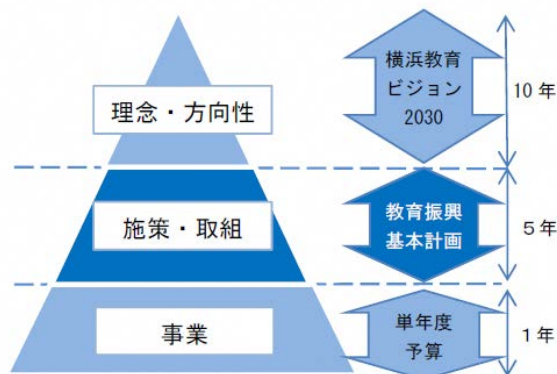 理念・方向性
横浜教育
ビジョン
2030
10年
施策・取組
教育振興
基本計画
5年
事業
単年度
予算
1年